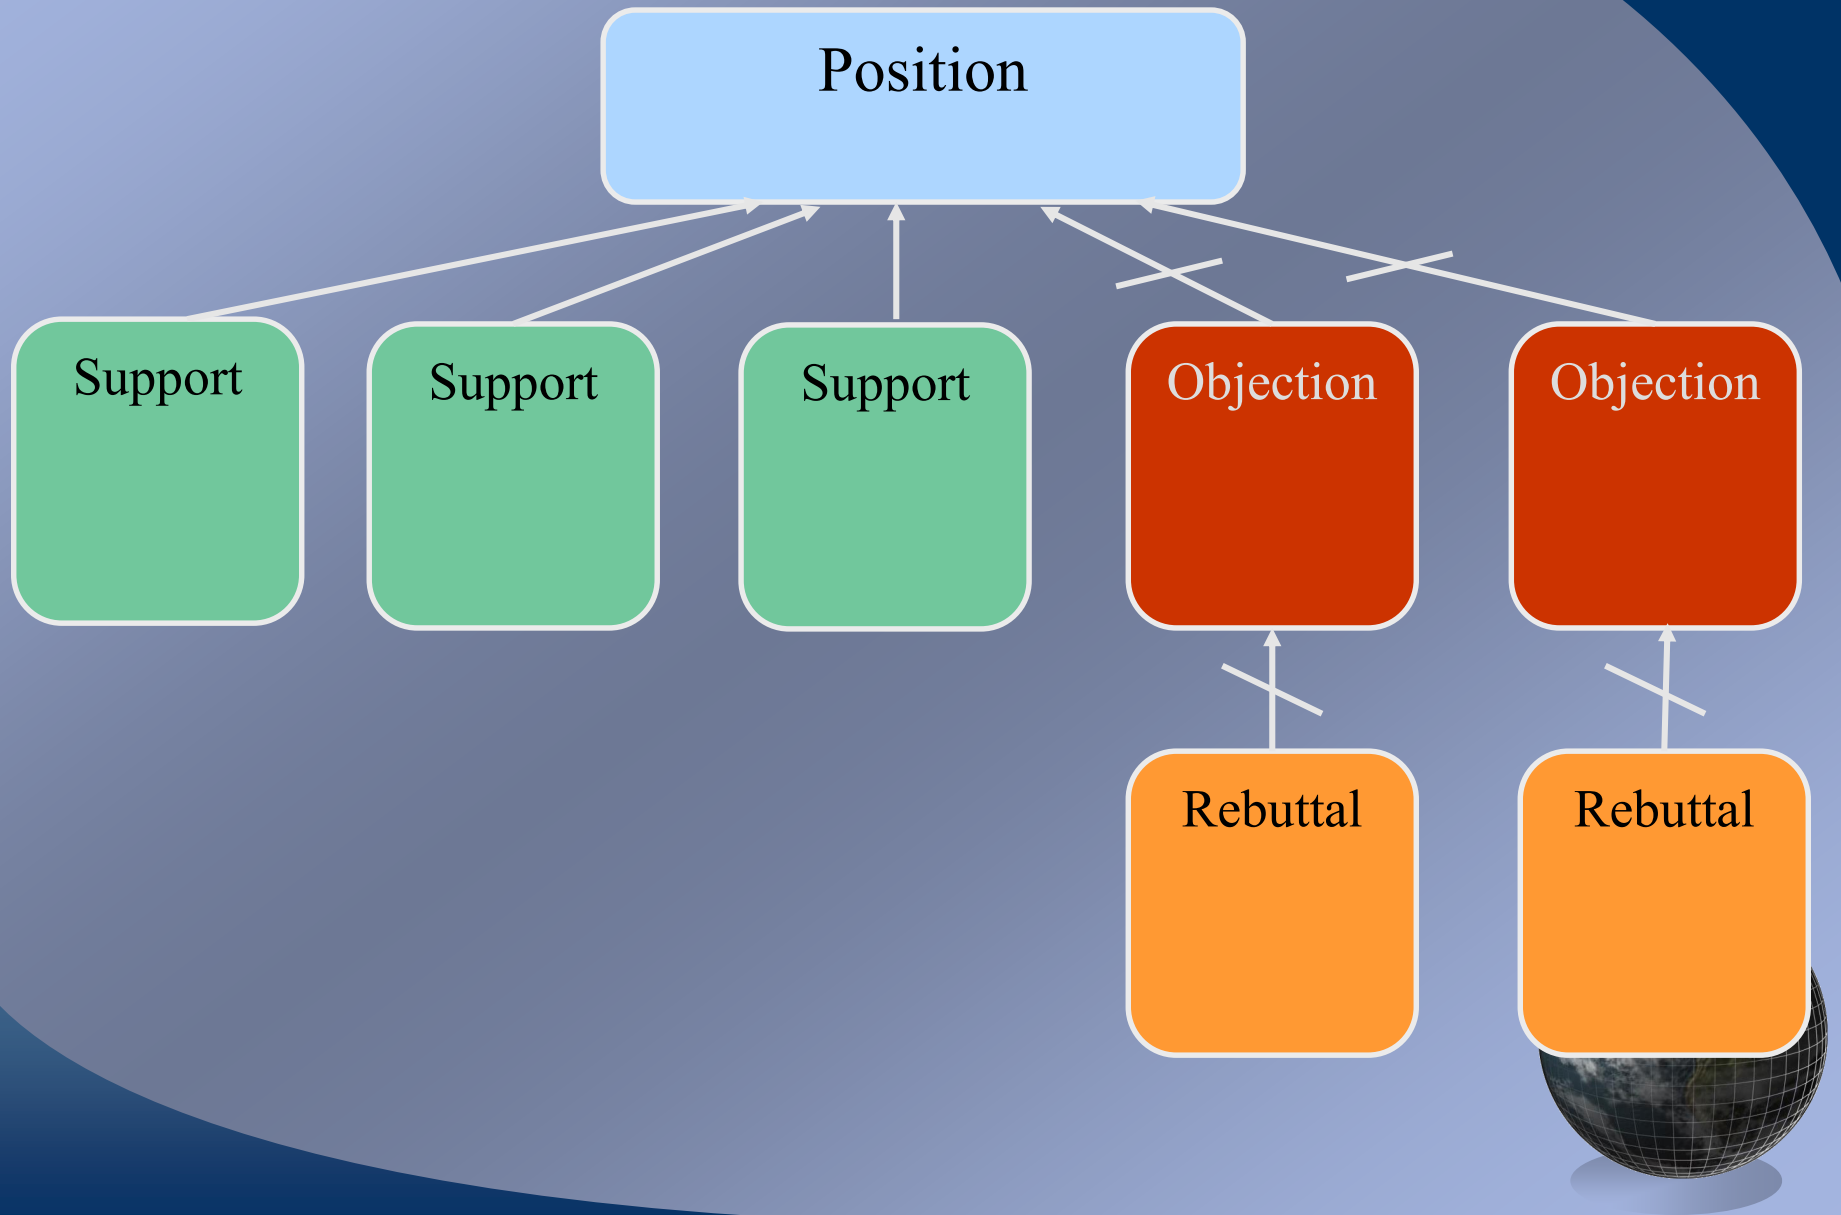 Position
Support
Support
Support
Objection
Objection
Rebuttal
Rebuttal